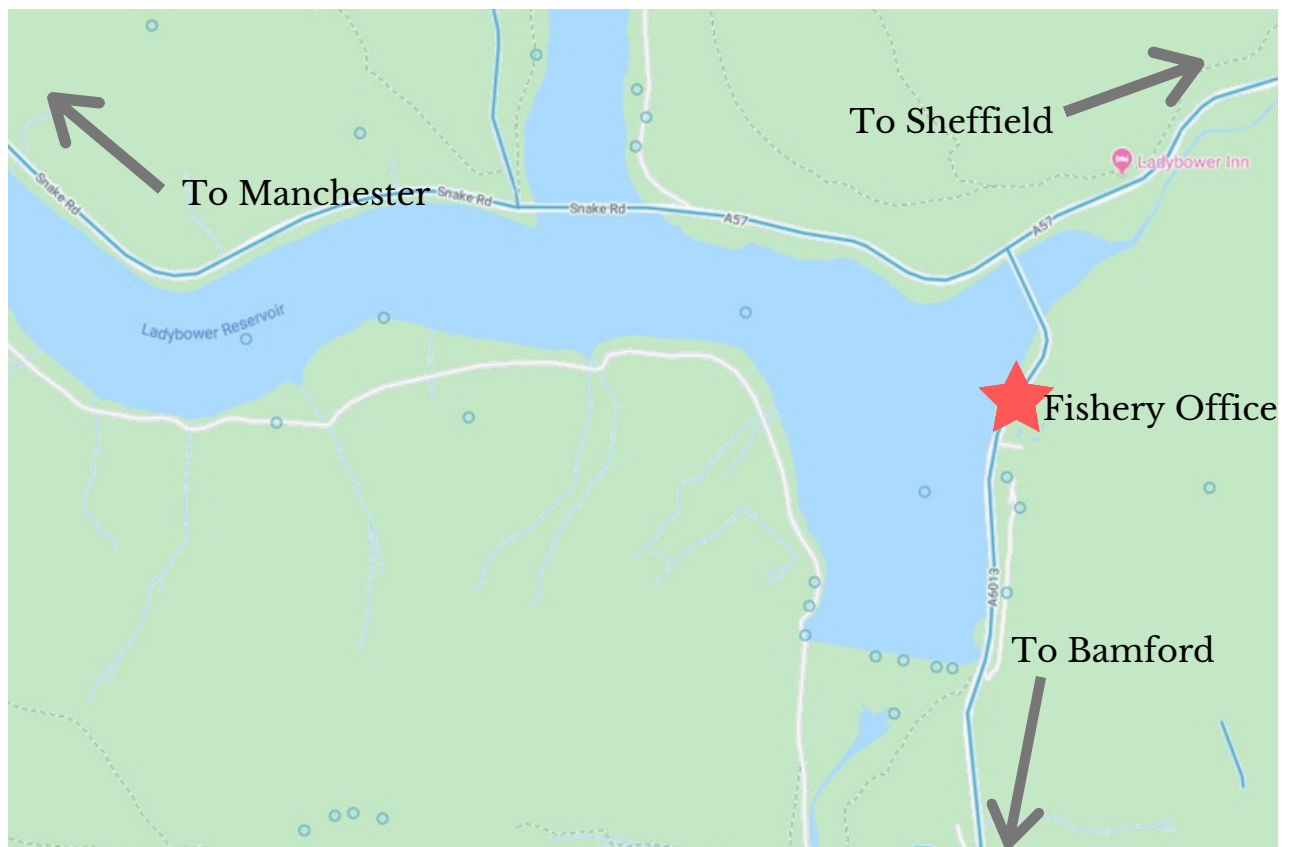 To Sheffield
Ladybower Inn
To Manchester
Snake Rd
Snake Rd
Snake Rd
A57
A57
Ladybower Reservoir
Fishery Office
A6013
To Bamford